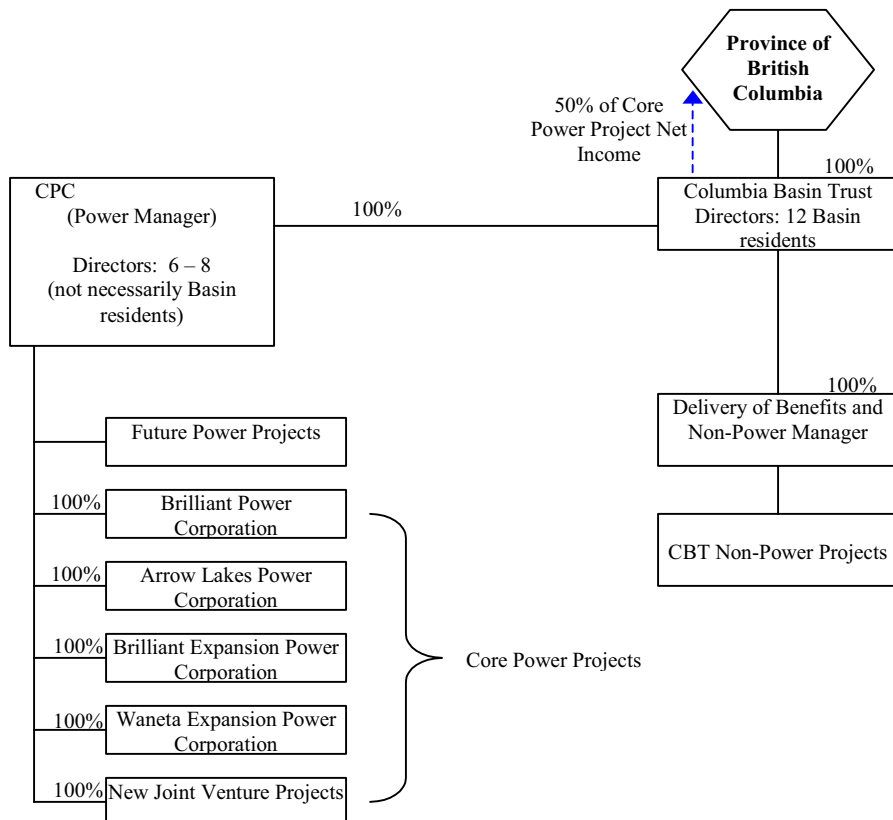 Province of
British
Columbia
50% of Core
Power Project Net
Income
100%
CPC
(Power Manager)
Directors: 6 – 8
(not necessarily Basin
residents)
100%
Columbia Basin Trust
Directors: 12 Basin
residents
100%
Delivery of Benefits and
Non-Power Manager
CBT Non-Power Projects
Future Power Projects
100%
Brilliant Power
Corporation
100%
Arrow Lakes Power
Corporation
100%
Brilliant Expansion Power
Corporation
100%
Waneta Expansion Power
Corporation
100%
New Joint Venture Projects
Core Power Projects